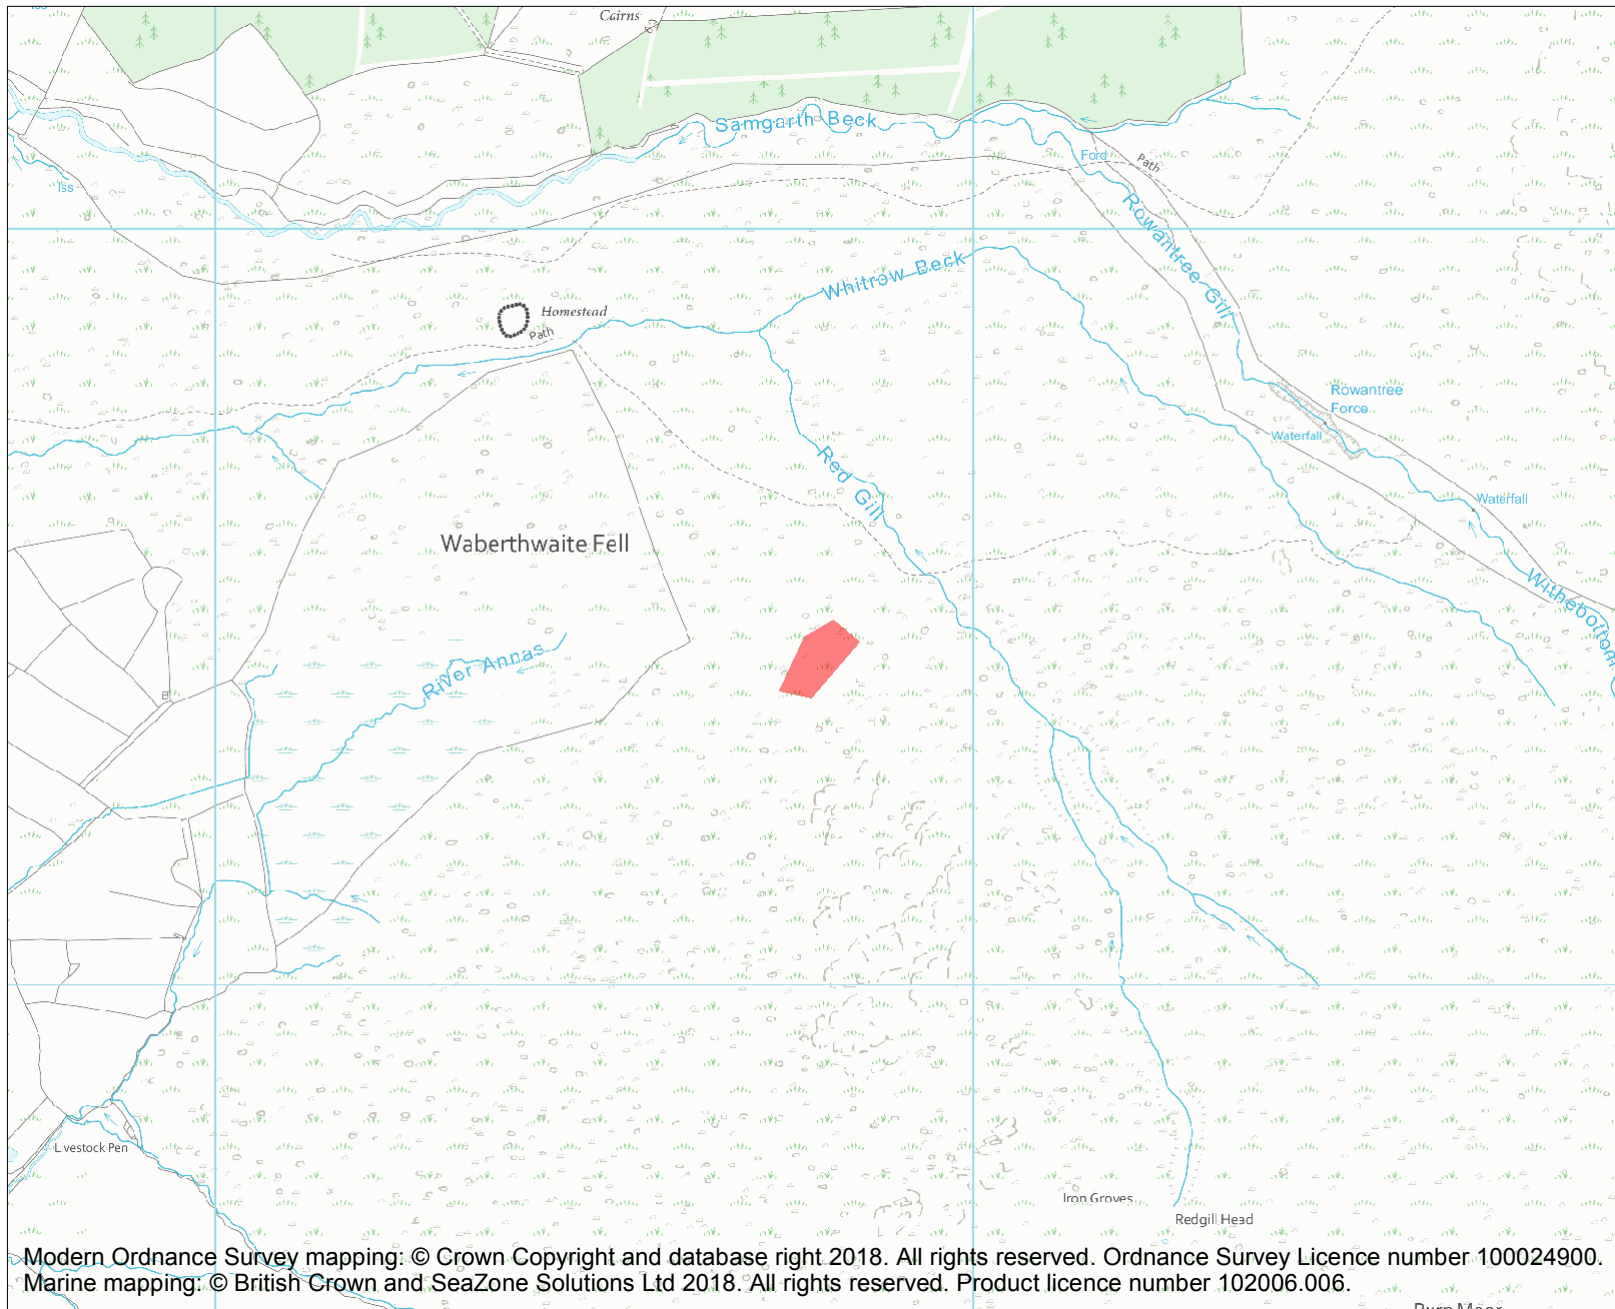 Cairns
Samgarth Beck
Ford
Path
Iss
Rowantree Gill
Whitrow Beck
Homestead
Path
Rowantree
Force
Waterfall
Red Gill
Waterfall
Waberthwaite Fell
Withebottom
River Annas
Livestock Pen
Iron Groves
Redgill Head
Modern Ordnance Survey mapping: © Crown Copyright and database right 2018. All rights reserved. Ordnance Survey Licence number 100024900.
Marine mapping: © British Crown and SeaZone Solutions Ltd 2018. All rights reserved. Product licence number 102006.006.